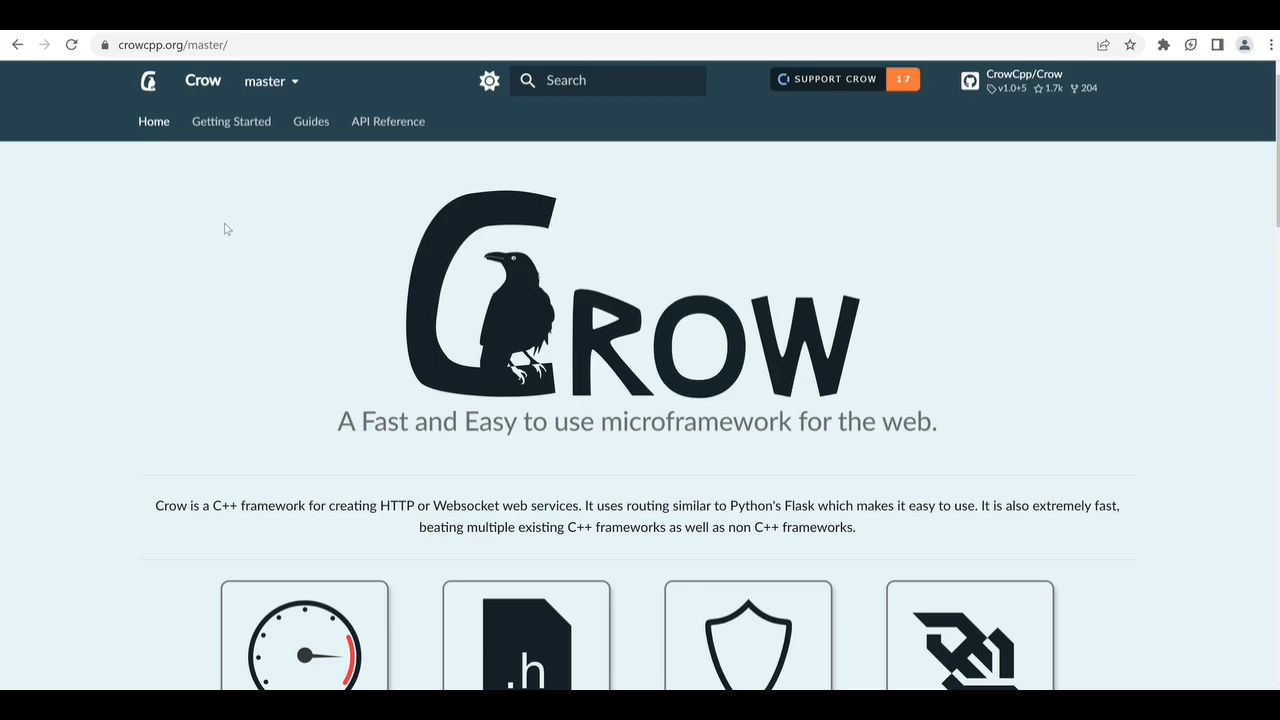 crowcpp.org/master/
Crow
master
Search
SUPPORT CROW 17
CrowCpp/Crow
v1.0+5 1.7k 204
Home Getting Started Guides API Reference
CROW
A Fast and Easy to use microframework for the web.
Crow is a C++ framework for creating HTTP or Websocket web services. It uses routing similar to Python's Flask which makes it easy to use. It is also extremely fast,
beating multiple existing C++ frameworks as well as non C++ frameworks.
.h